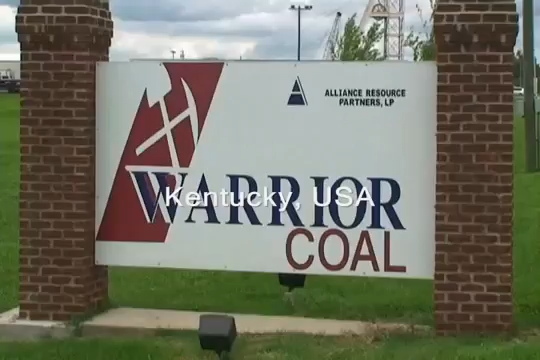 ALLIANCE RESOURCE
PARTNERS, LP
WARRIOR
Kentucky, USA
COAL